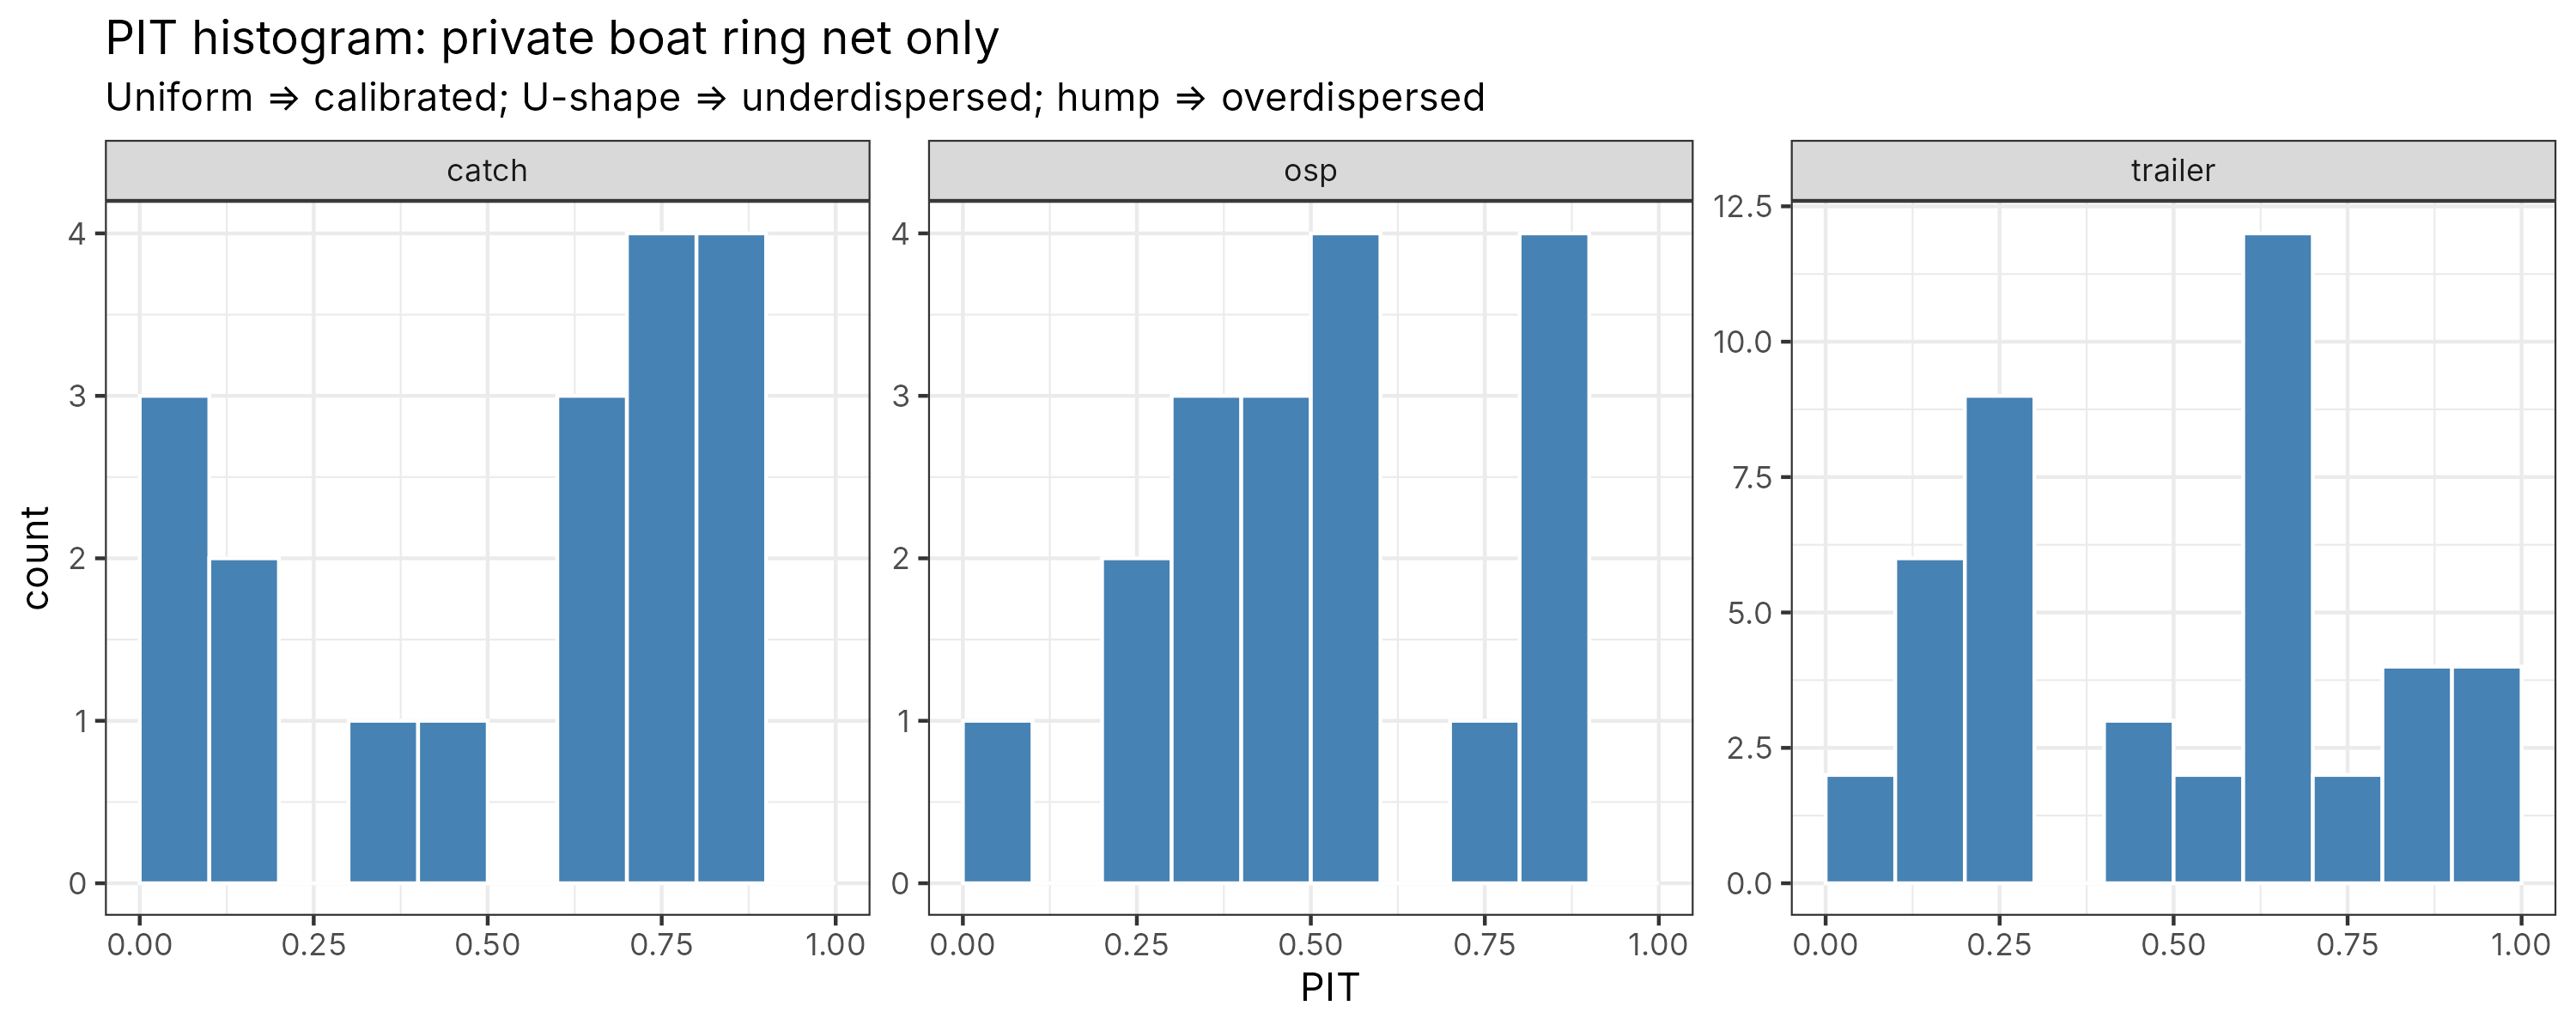 PIT histogram: private boat ring net only
Uniform ⇒ calibrated; U-shape ⇒ underdispersed; hump ⇒ overdispersed
catch
osp
trailer
count
4
3
2
1
0
0.00 0.25 0.50 0.75 1.00
4
3
2
1
0
0.00 0.25 0.50 0.75 1.00
12.5
10.0
7.5
5.0
2.5
0.0
0.00 0.25 0.50 0.75 1.00
PIT